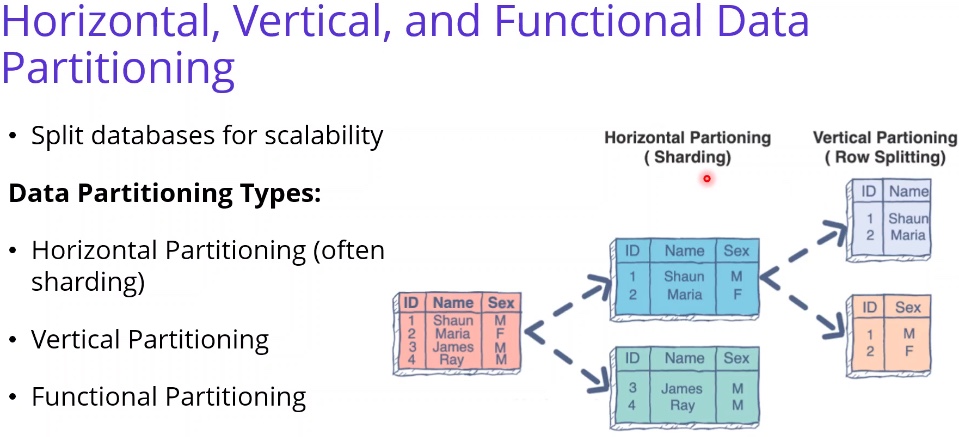 Horizontal, Vertical, and Functional Data
Partitioning
• Split databases for scalability
Data Partitioning Types:
• Horizontal Partitioning (often
sharding)
• Vertical Partitioning
• Functional Partitioning
ID Name Sex
1 Shaun M
2 Maria F
3 James M
4 Ray M
Horizontal Partioning
( Sharding)
ID Name Sex
1 Shaun M
2 Maria F
ID Name Sex
3 James M
4 Ray M
Vertical Partioning
( Row Splitting)
ID Name
1 Shaun
2 Maria
ID Sex
1 M
2 F